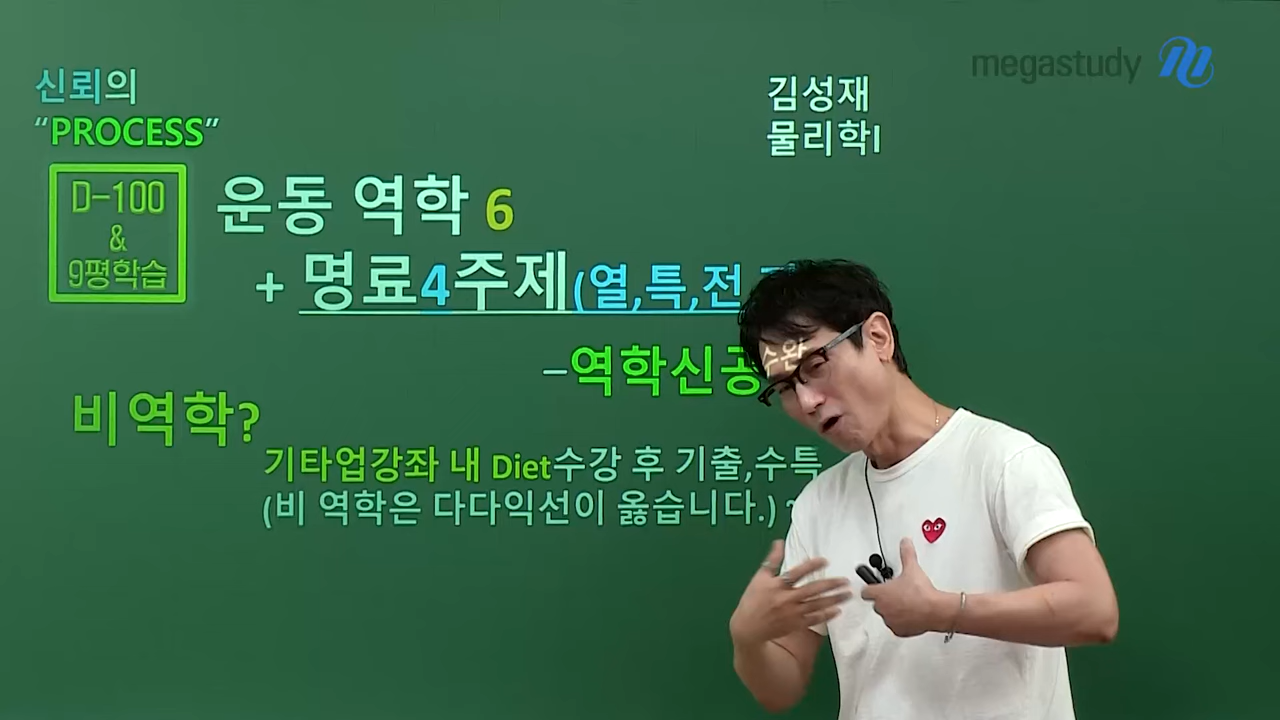 megastudy
신뢰의
“PROCESS”
김성재
물리학I
D-100
&
9평학습
운동 역학 6
+ 명료4주제(열,특,전
-역학신공
수완
비역학?
기타업강좌 내 Diet수강 후 기출,수특
(비 역학은 다다익선이 옳습니다.) ~